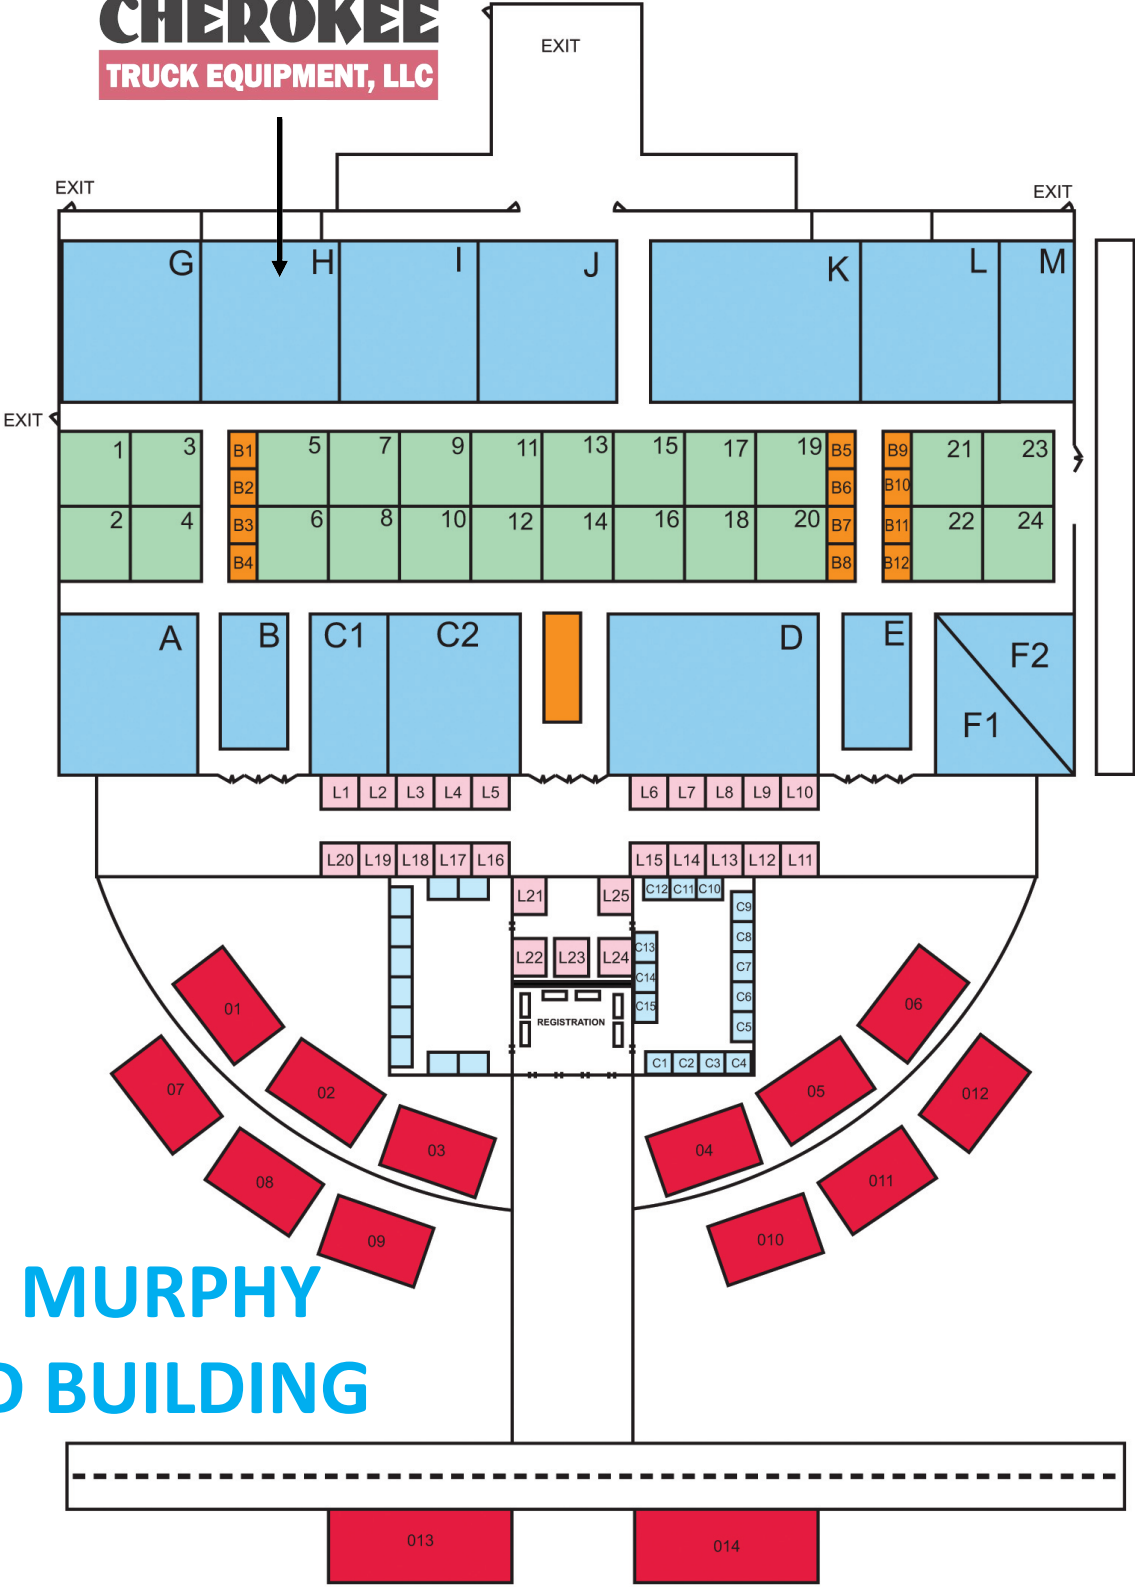 CHEROKEE
TRUCK EQUIPMENT, LLC
EXIT
EXIT
EXIT
G
H
I
J
K
L
M
EXIT
1
3
B1
5
7
9
11
13
15
17
19
B5
B9
21
23
B2
B6
B10
2
4
B3
6
8
10
12
14
16
18
20
B7
B11
22
24
B4
B8
B12
A
B
C1
C2
D
E
F2
F1
L1
L2
L3
L4
L5
L6
L7
L8
L9
L10
L20
L19
L18
L17
L16
L15
L14
L13
L12
L11
L21
L25
C12
C11
C10
C9
C8
L22
L23
L24
C13
C7
C14
C6
C15
C5
REGISTRATION
C1
C2
C3
C4
01
06
07
02
05
012
03
04
08
011
09
010
MURPHY
D BUILDING
013
014